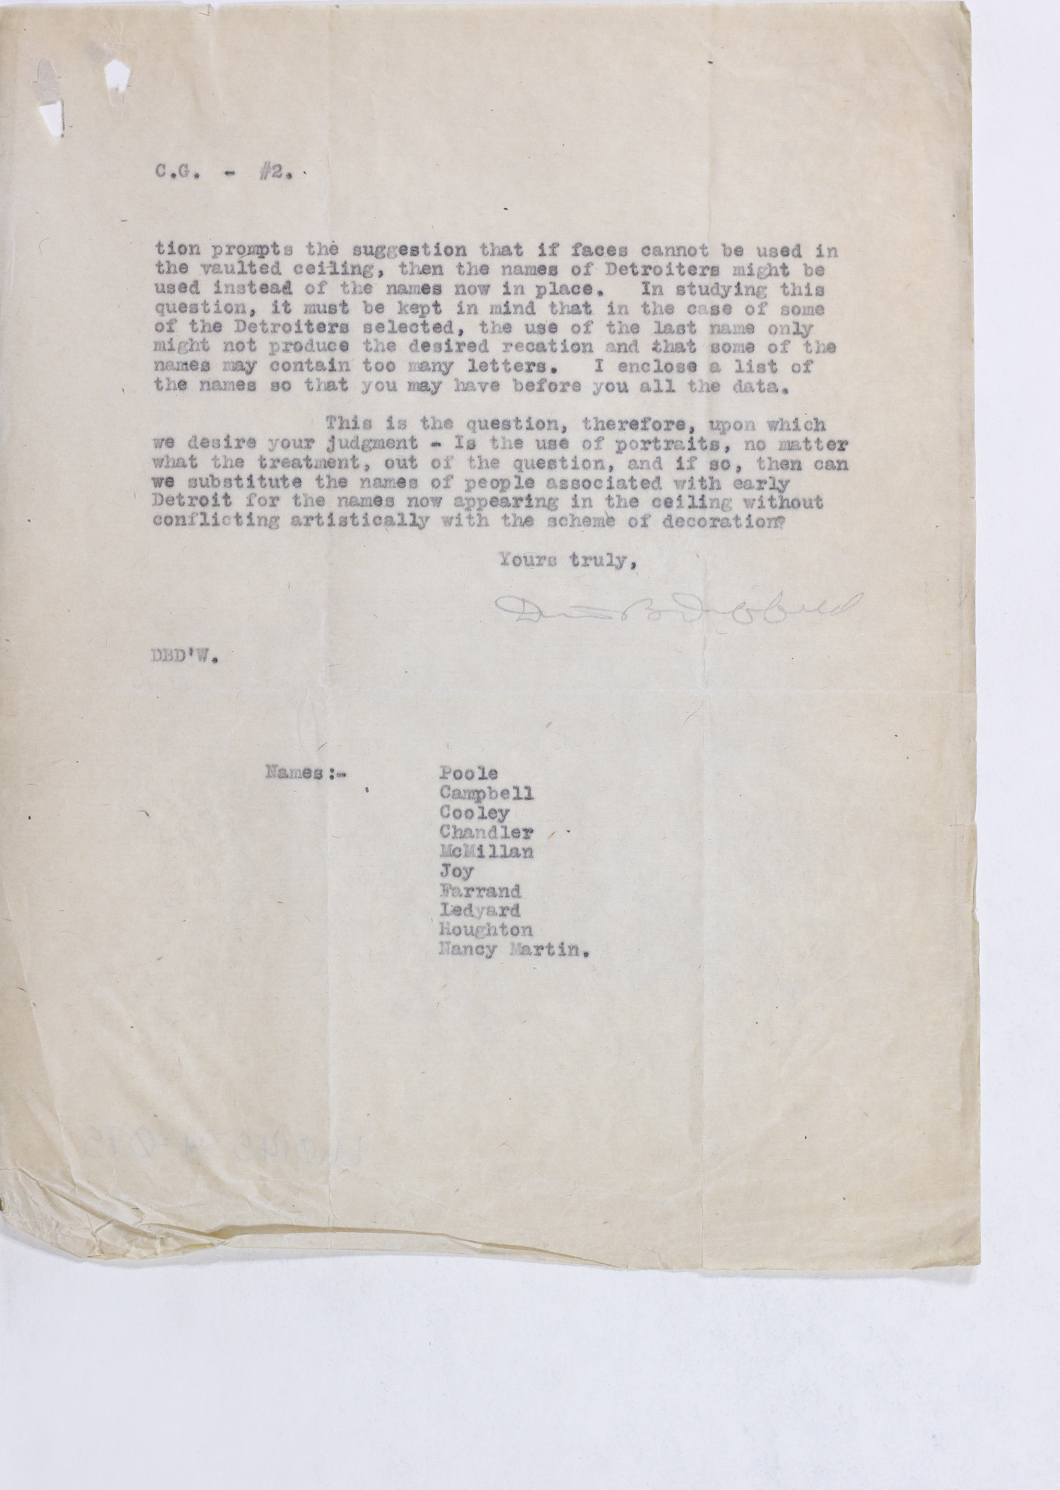 C.G. - #2.
tion prompts the suggestion that if faces cannot be used in
the vaulted ceiling, then the names of Detroiters might be
used instead of the names now in place. In studying this
question, it must be kept in mind that in the case of some
of the Detroiters selected, the use of the last name only
might not produce the desired recation and that some of the
names may contain too many letters. I enclose a list of
the names so that you may have before you all the data.
This is the question, therefore, upon which
we desire your judgment - Is the use of portraits, no matter
what the treatment, out of the question, and if so, then can
we substitute the names of people associated with early
Detroit for the names now appearing in the ceiling without
conflicting artistically with the scheme of decoration?
Yours truly,
Divie B Duffield
DBD'W.
Names:- Poole
Campbell
Cooley
Chandler
McMillan
Joy
Farrand
Ledyard
Houghton
Nancy Martin.